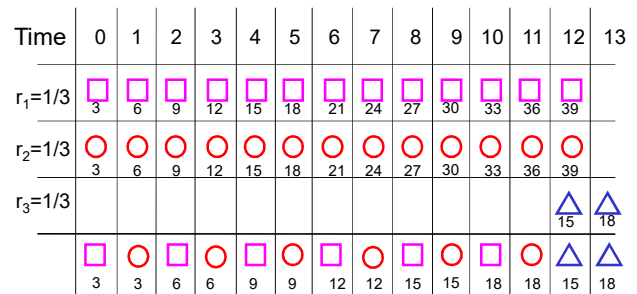 Time 0 1 2 3 4 5 6 7 8 9 10 11 12 13
r1=1/3
3 6 9 12 15 18 21 24 27 30 33 36 39
r2=1/3
3 6 9 12 15 18 21 24 27 30 33 36 39
r3=1/3
15 18
3 3 6 6 9 9 12 12 15 15 18 18 15 18